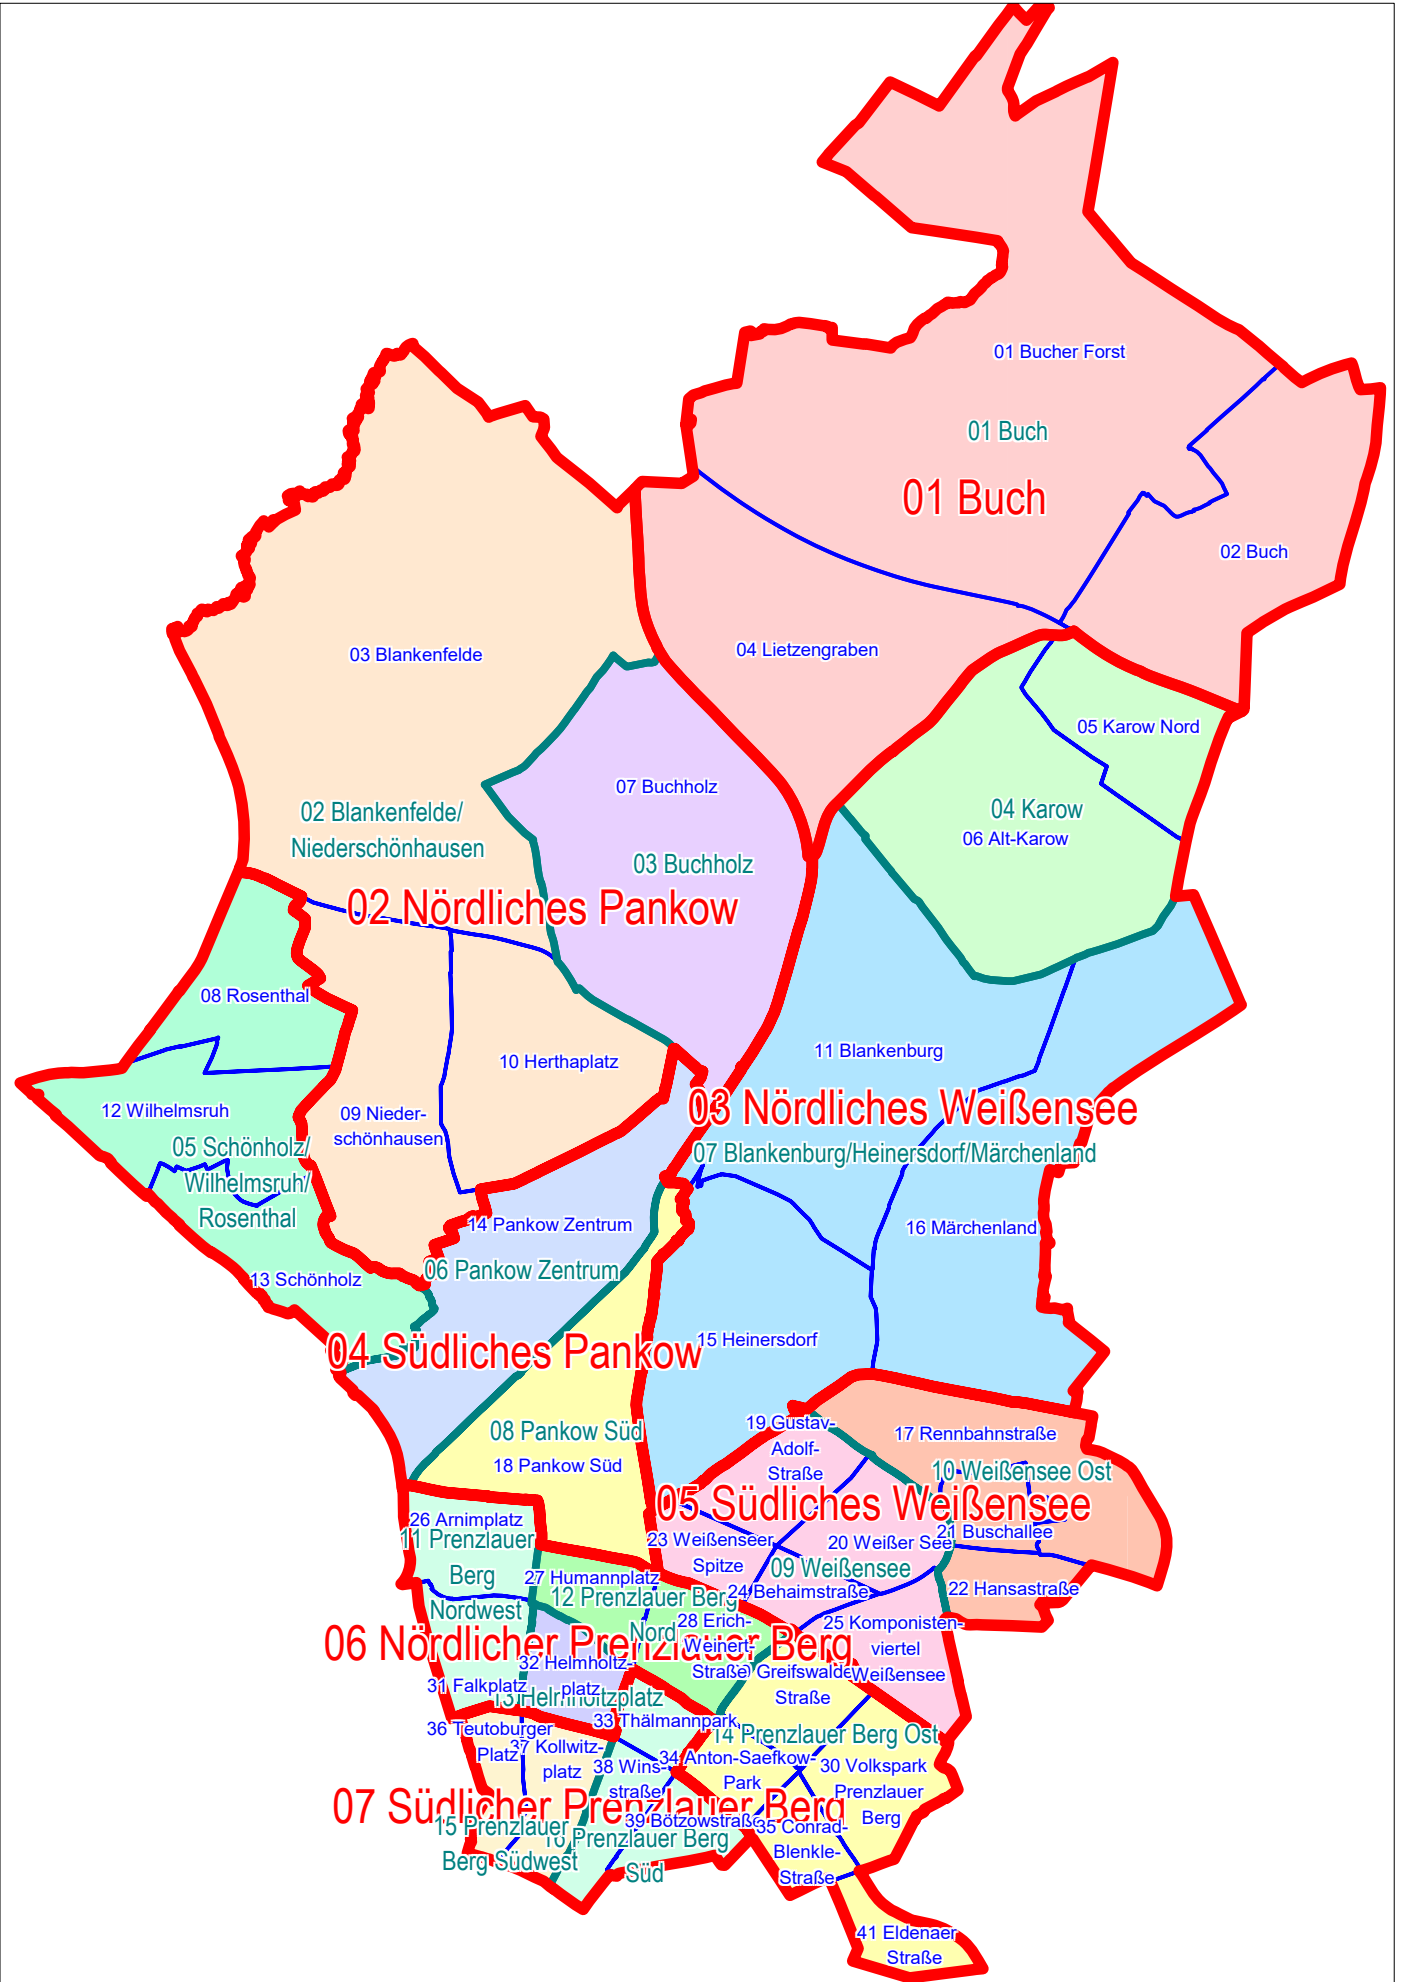 01 Bucher Forst
01 Buch
01 Buch
02 Buch
03 Blankenfelde
04 Lietzengraben
05 Karow Nord
07 Buchholz
02 Blankenfelde/
Niederschönhausen
04 Karow
06 Alt-Karow
03 Buchholz
02 Nördliches Pankow
08 Rosenthal
11 Blankenburg
10 Herthaplatz
12 Wilhelmsruh
09 Nieder-
schönhausen
03 Nördliches Weißensee
05 Schönholz/
Wilhelmsruh/
Rosenthal
07 Blankenburg/Heinersdorf/Märchenland
14 Pankow Zentrum
16 Märchenland
13 Schönholz
06 Pankow Zentrum
04 Südliches Pankow
15 Heinersdorf
08 Pankow Süd
18 Pankow Süd
19 Gustav-
Adolf-
Straße
17 Rennbahnstraße
10 Weißensee Ost
05 Südliches Weißensee
26 Arnimplatz
11 Prenzlauer
Berg
Nordwest
23 Weißenseer
Spitze
20 Weißer See
21 Buschallee
09 Weißensee
27 Humannplatz
12 Prenzlauer Berg
Nord
24 Behaimstraße
22 Hansastraße
28 Erich-
Weinert-
Straße
25 Komponisten-
viertel
Weißensee
06 Nördlicher Prenzlauer Berg
32 Helmholtz-
platz
Greifswalder
Straße
31 Falkplatz
13 Helmholtzplatz
33 Thälmannpark
36 Teutoburger
Platz
37 Kollwitz-
platz
14 Prenzlauer Berg Ost
38 Wins-
straße
34 Anton-Saefkow-
Park
30 Volkspark
Prenzlauer
Berg
07 Südlicher Prenzlauer Berg
39 Bötzowstraße
15 Prenzlauer
Berg Südwest
16 Prenzlauer Berg
Süd
35 Conrad-
Blenkle-
Straße
41 Eldenaer
Straße